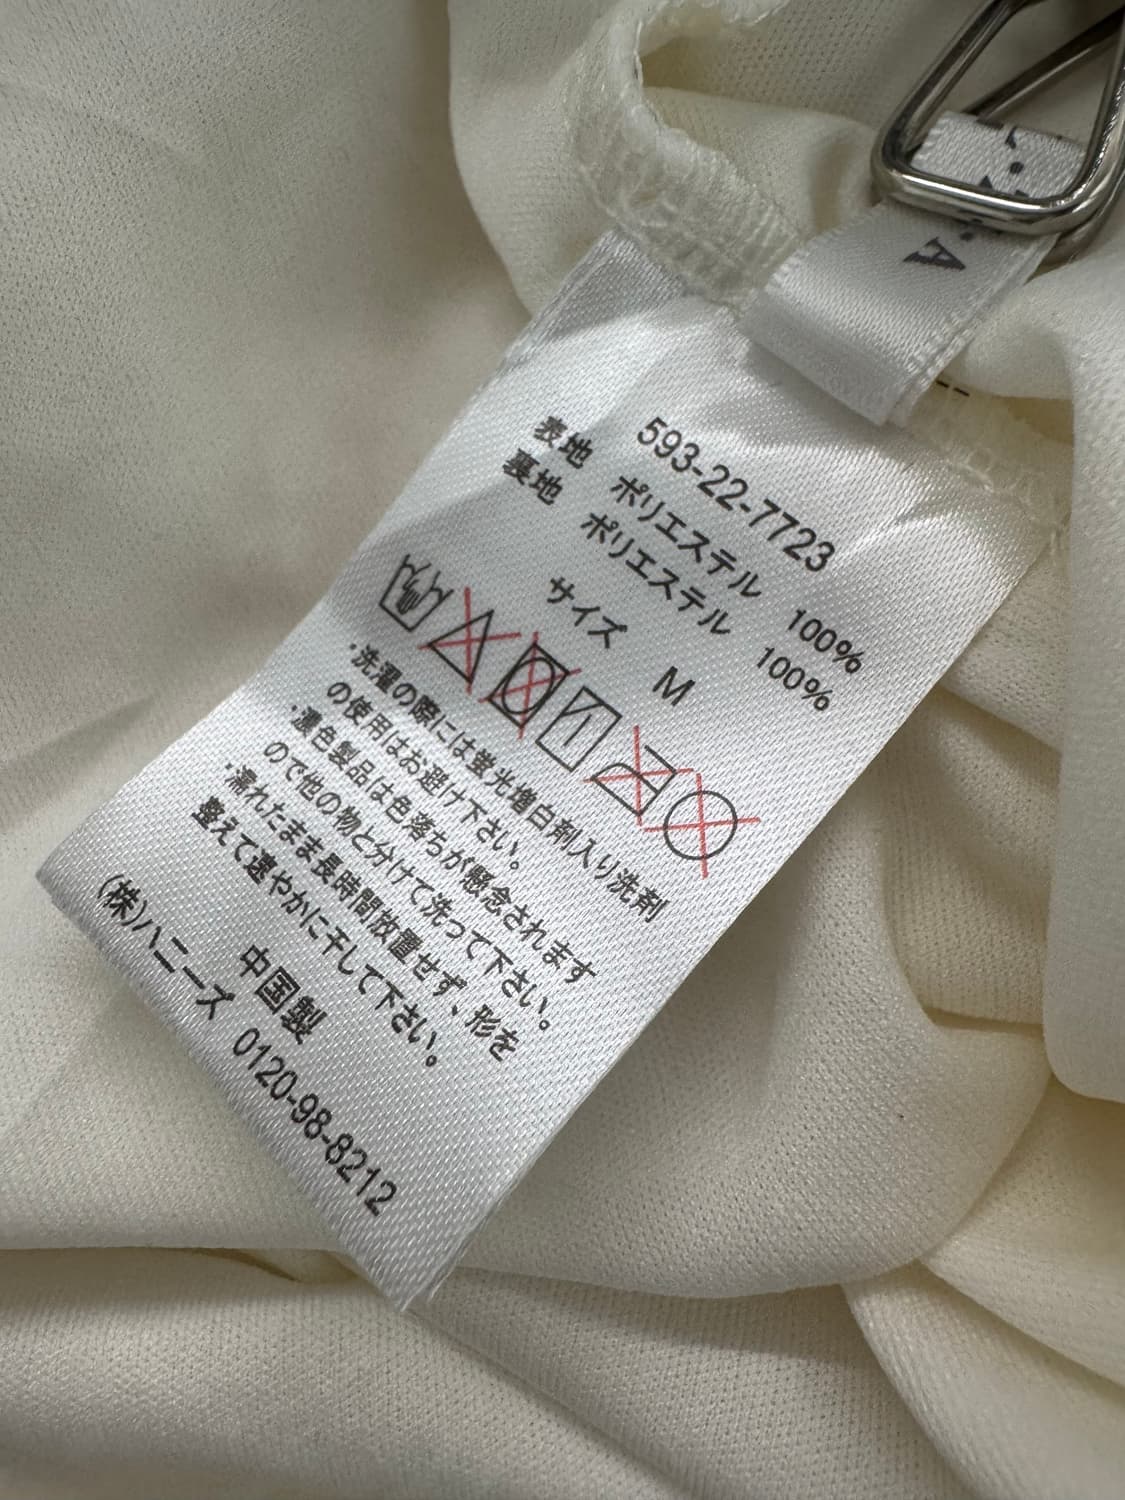 593-22-7723
表地 ポリエステル 100%
裏地 ポリエステル 100%
サイズ M
・洗濯の際には蛍光増白剤入り洗剤
の使用はお避け下さい。
・濃色製品は色落ちが懸念されます
ので他の物と分けて洗って下さい。
・濡れたまま長時間放置せず、形を
整えて速やかに干して下さい。
中国製
(株)ハニーズ 0120-98-8212